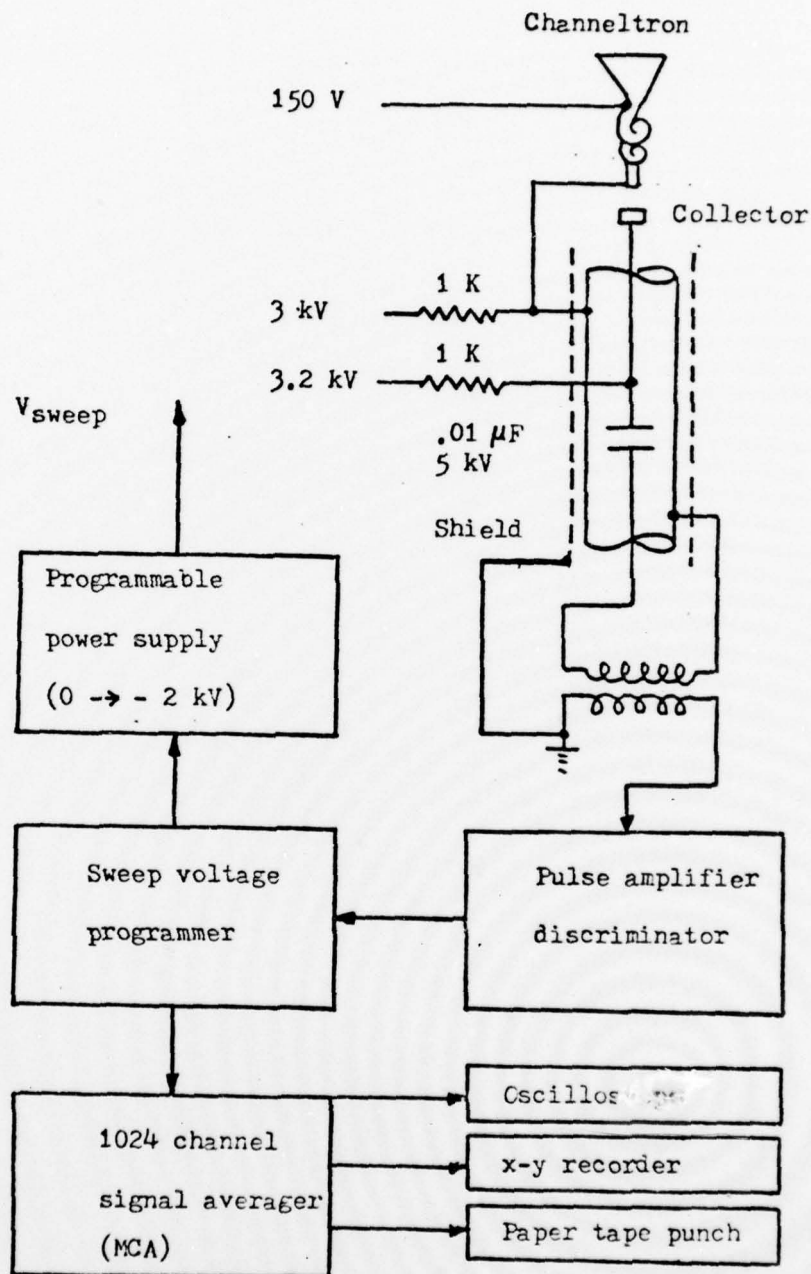 Channeltron
150 V
Collector
1 K
3 kV
1 K
3.2 kV
Vsweep
.01 µF
5 kV
Shield
Programmable
power supply
(0 → - 2 kV)
Sweep voltage
programmer
Pulse amplifier
discriminator
1024 channel
signal averager
(MCA)
x-y recorder
Paper tape punch